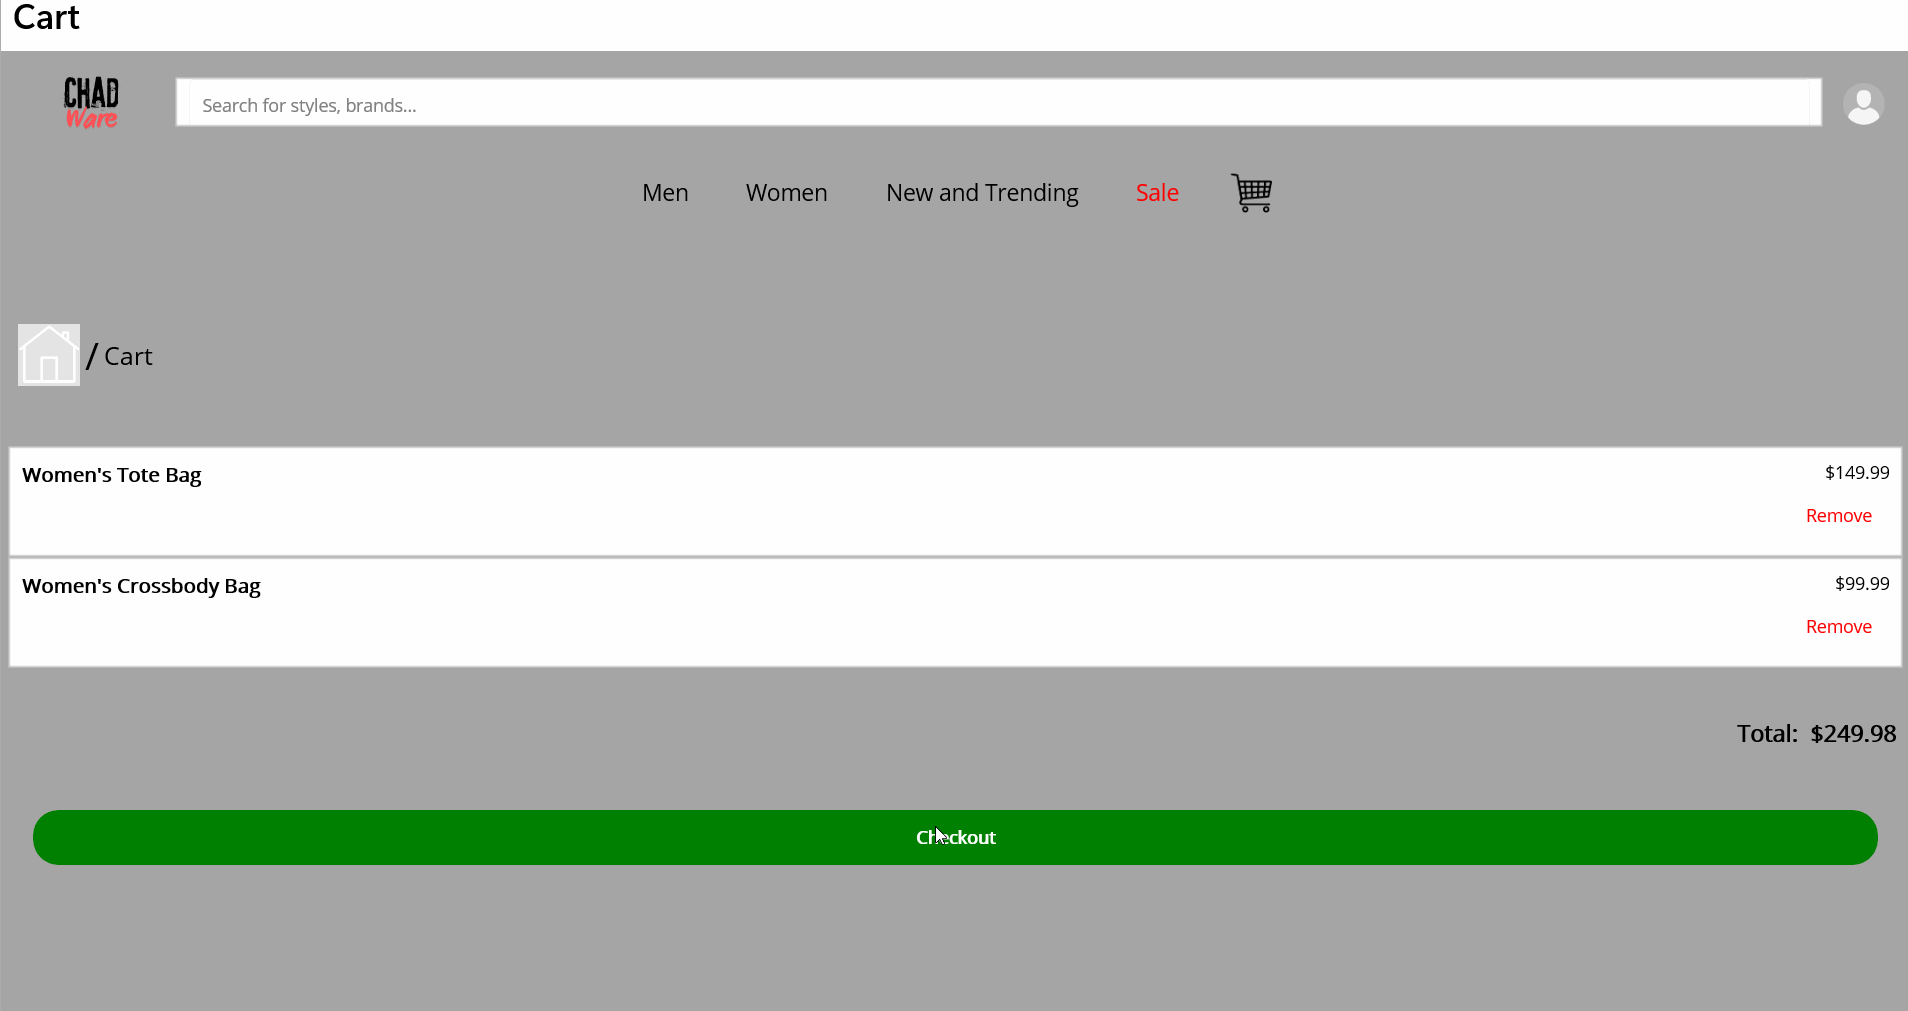 Cart
CHAD
Ware
Search for styles, brands...
Men Women New and Trending Sale
/ Cart
Women's Tote Bag $149.99
Remove
Women's Crossbody Bag $99.99
Remove
Total: $249.98
Checkout